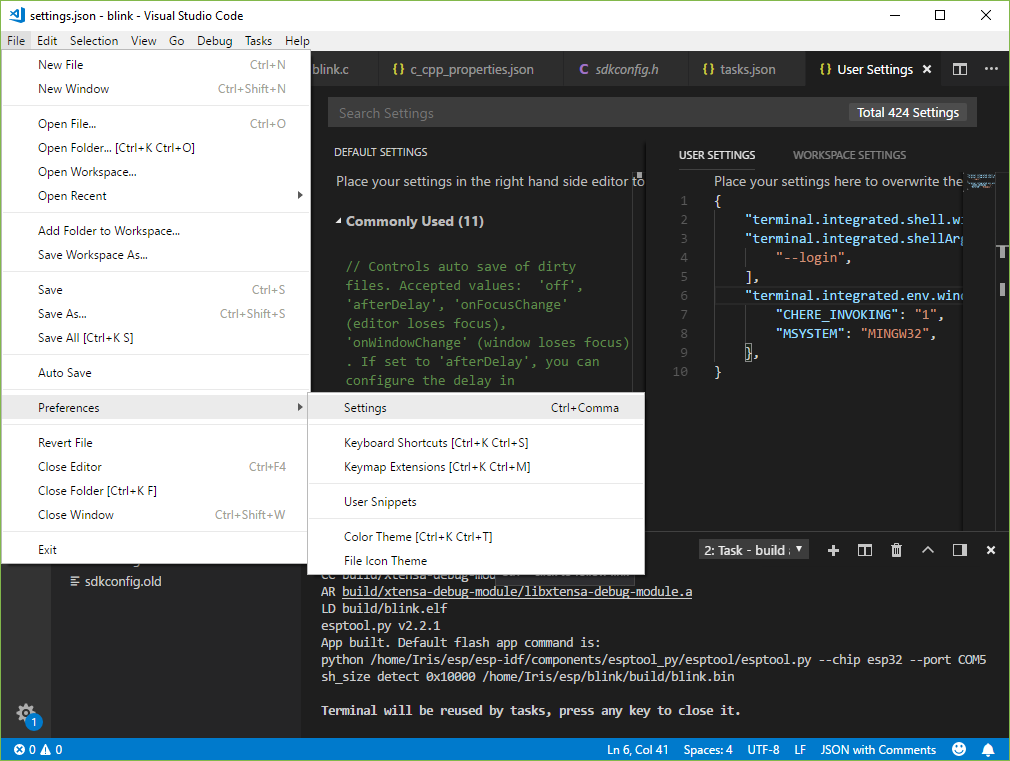 settings.json - blink - Visual Studio Code
File Edit Selection View Go Debug Tasks Help
New File Ctrl+N
New Window Ctrl+Shift+N
Open File... Ctrl+O
Open Folder... [Ctrl+K Ctrl+O]
Open Workspace...
Open Recent
Add Folder to Workspace...
Save Workspace As...
Save Ctrl+S
Save As... Ctrl+Shift+S
Save All [Ctrl+K S]
Auto Save
Preferences
Revert File
Close Editor Ctrl+F4
Close Folder [Ctrl+K F]
Close Window Ctrl+Shift+W
Exit
Settings Ctrl+Comma
Keyboard Shortcuts [Ctrl+K Ctrl+S]
Keymap Extensions [Ctrl+K Ctrl+M]
User Snippets
Color Theme [Ctrl+K Ctrl+T]
File Icon Theme
blink.c {} c_cpp_properties.json C sdkconfig.h {} tasks.json {} User Settings
Search Settings Total 424 Settings
DEFAULT SETTINGS
Place your settings in the right hand side editor to
Commonly Used (11)
// Controls auto save of dirty
files. Accepted values:  'off',
'afterDelay', 'onFocusChange'
(editor loses focus),
'onWindowChange' (window loses focus)
. If set to 'afterDelay', you can
configure the delay in
USER SETTINGS WORKSPACE SETTINGS
Place your settings here to overwrite the
1 {
2 "terminal.integrated.shell.wi
3 "terminal.integrated.shellArg
4 "--login",
5 ],
6 "terminal.integrated.env.wind
7 "CHERE_INVOKING": "1",
8 "MSYSTEM": "MINGW32",
9 },
10 }
sdkconfig.old
2: Task - build
CC build/xtensa-debug-mod
AR build/xtensa-debug-module/libxtensa-debug-module.a
LD build/blink.elf
esptool.py v2.2.1
App built. Default flash app command is:
python /home/Iris/esp/esp-idf/components/esptool_py/esptool/esptool.py --chip esp32 --port COM5
sh_size detect 0x10000 /home/Iris/esp/blink/build/blink.bin
Terminal will be reused by tasks, press any key to close it.
1
0 0 Ln 6, Col 41 Spaces: 4 UTF-8 LF JSON with Comments